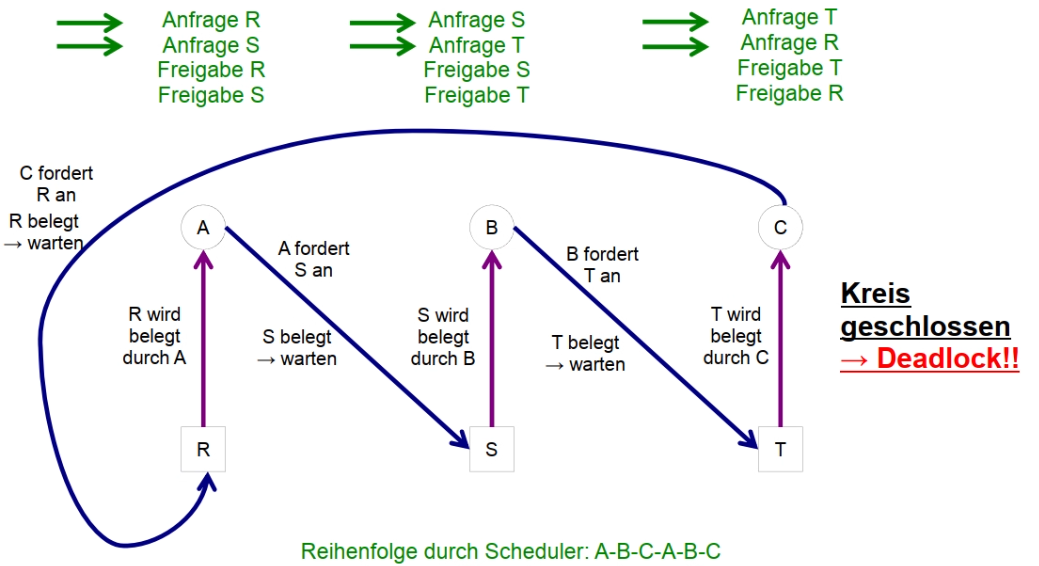 Anfrage R
Anfrage S
Freigabe R
Freigabe S
Anfrage S
Anfrage T
Freigabe S
Freigabe T
Anfrage T
Anfrage R
Freigabe T
Freigabe R
C fordert
R an
R belegt
→ warten
A
B
C
A fordert
S an
B fordert
T an
R wird
belegt
durch A
S belegt
→ warten
S wird
belegt
durch B
T belegt
→ warten
T wird
belegt
durch C
Kreis
geschlossen
→ Deadlock!!
R
S
T
Reihenfolge durch Scheduler: A-B-C-A-B-C